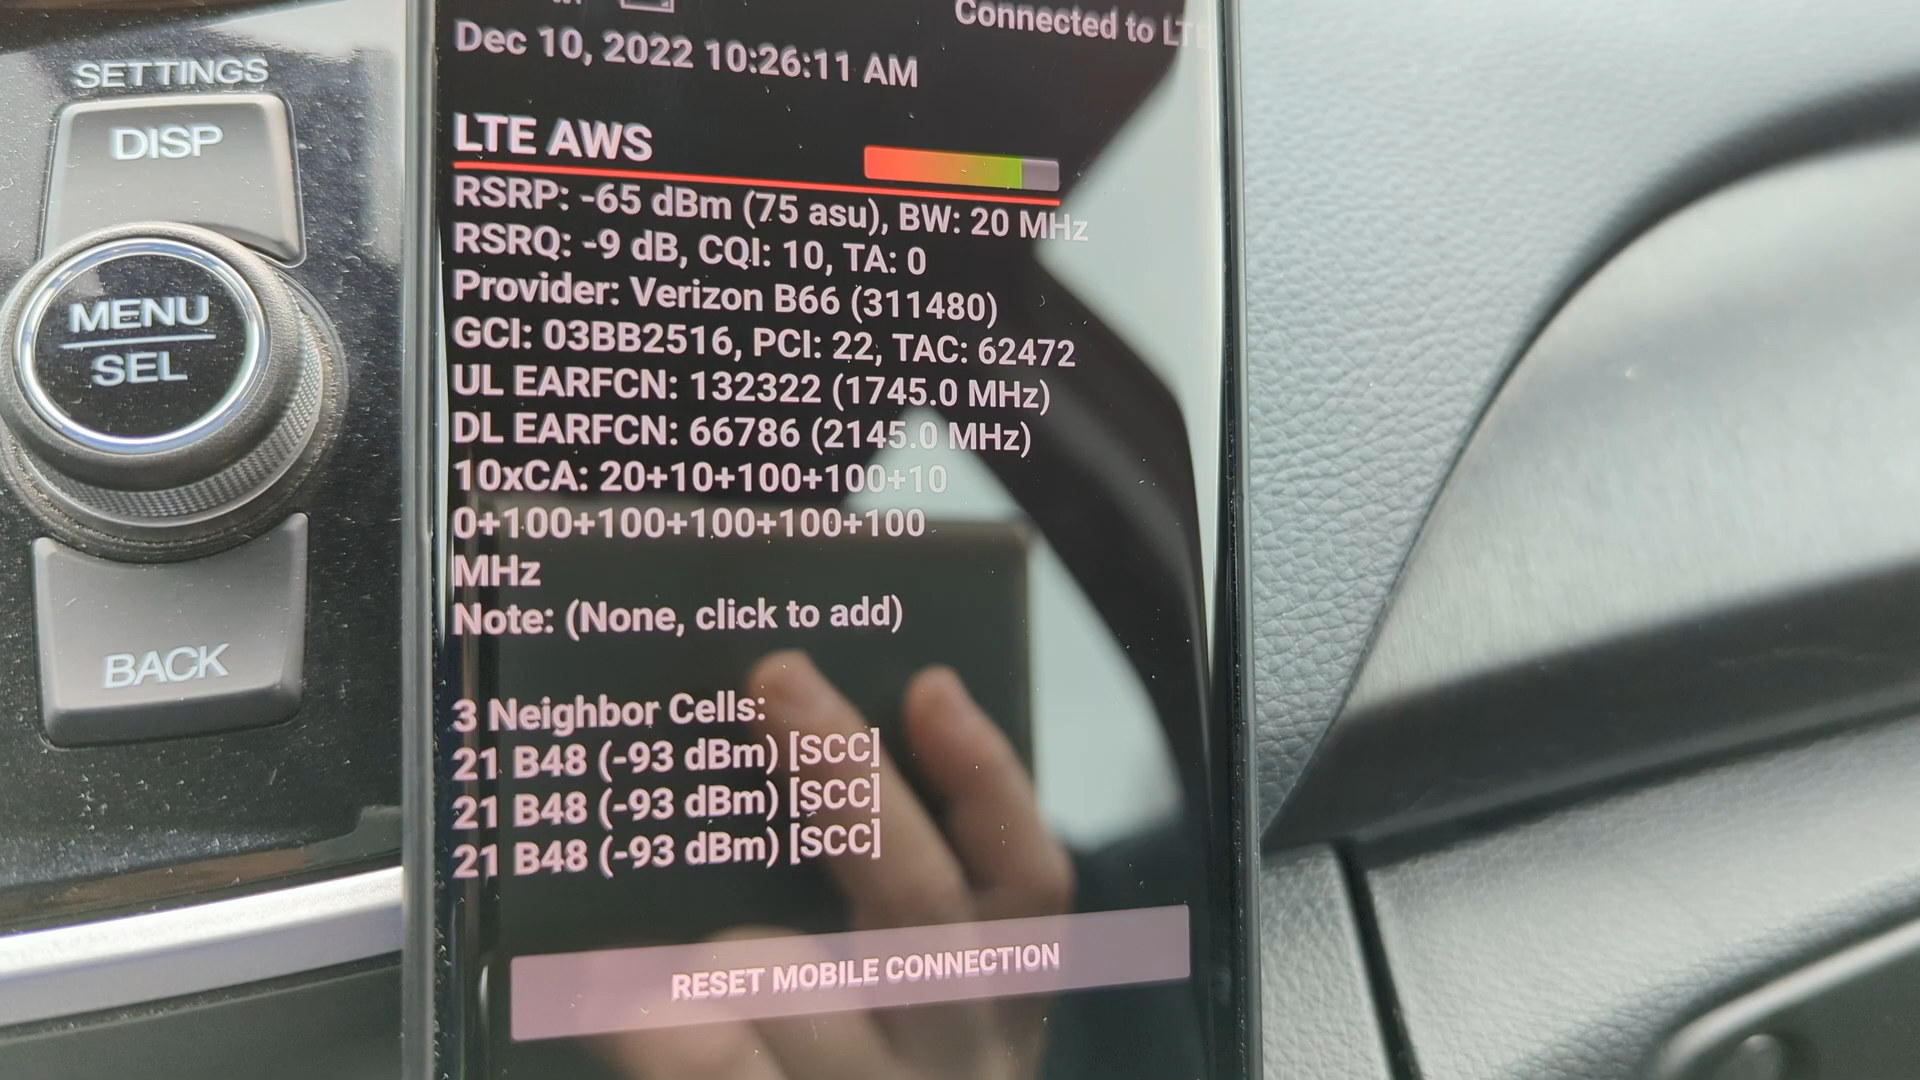 SETTINGS
DISP
MENU
SEL
BACK
Connected to LTE
Dec 10, 2022 10:26:11 AM
LTE AWS
RSRP: -65 dBm (75 asu), BW: 20 MHz
RSRQ: -9 dB, CQI: 10, TA: 0
Provider: Verizon B66 (311480)
GCI: 03BB2516, PCI: 22, TAC: 62472
UL EARFCN: 132322 (1745.0 MHz)
DL EARFCN: 66786 (2145.0 MHz)
10xCA: 20+10+100+100+10
0+100+100+100+100+100
MHz
Note: (None, click to add)
3 Neighbor Cells:
21 B48 (-93 dBm) [SCC]
21 B48 (-93 dBm) [SCC]
21 B48 (-93 dBm) [SCC]
RESET MOBILE CONNECTION